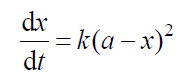 dx/dt = k(a − x)²